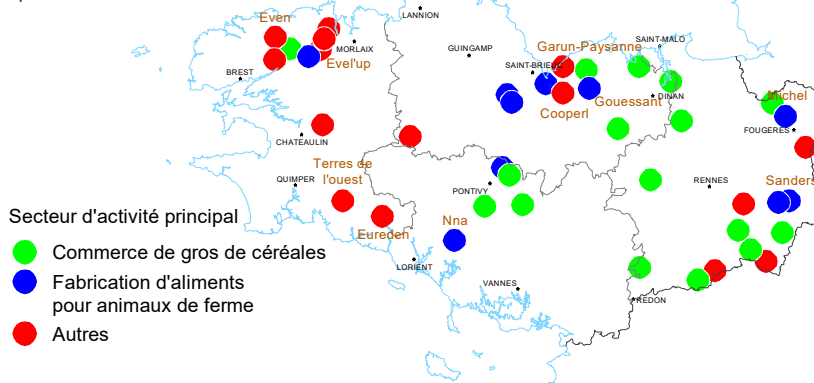 LANNION
Even
MORLAIX
GUINGAMP
Garun-Paysanne
SAINT-MALO
Evel'up
BREST
SAINT-BRIEUC
Gouessant
DINAN
Michel
Cooperl
FOUGERES
CHATEAULIN
Terres de
l'ouest
QUIMPER
PONTIVY
RENNES
Sanders
Secteur d'activité principal
Nna
Eureden
Commerce de gros de céréales
LORIENT
Fabrication d'aliments
pour animaux de ferme
VANNES
REDON
Autres